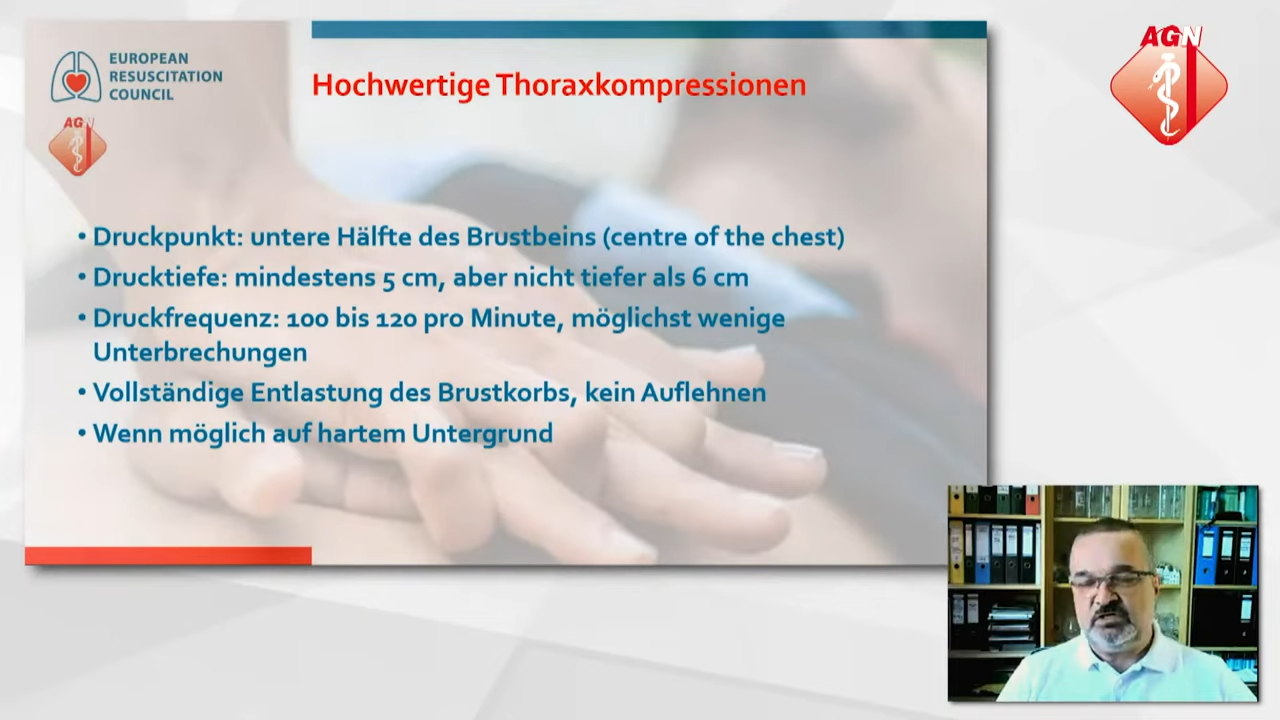 EUROPEAN
RESUSCITATION
COUNCIL
AGN
Hochwertige Thoraxkompressionen
AGN
• Druckpunkt: untere Hälfte des Brustbeins (centre of the chest)
• Drucktiefe: mindestens 5 cm, aber nicht tiefer als 6 cm
• Druckfrequenz: 100 bis 120 pro Minute, möglichst wenige
Unterbrechungen
• Vollständige Entlastung des Brustkorbs, kein Auflehnen
• Wenn möglich auf hartem Untergrund